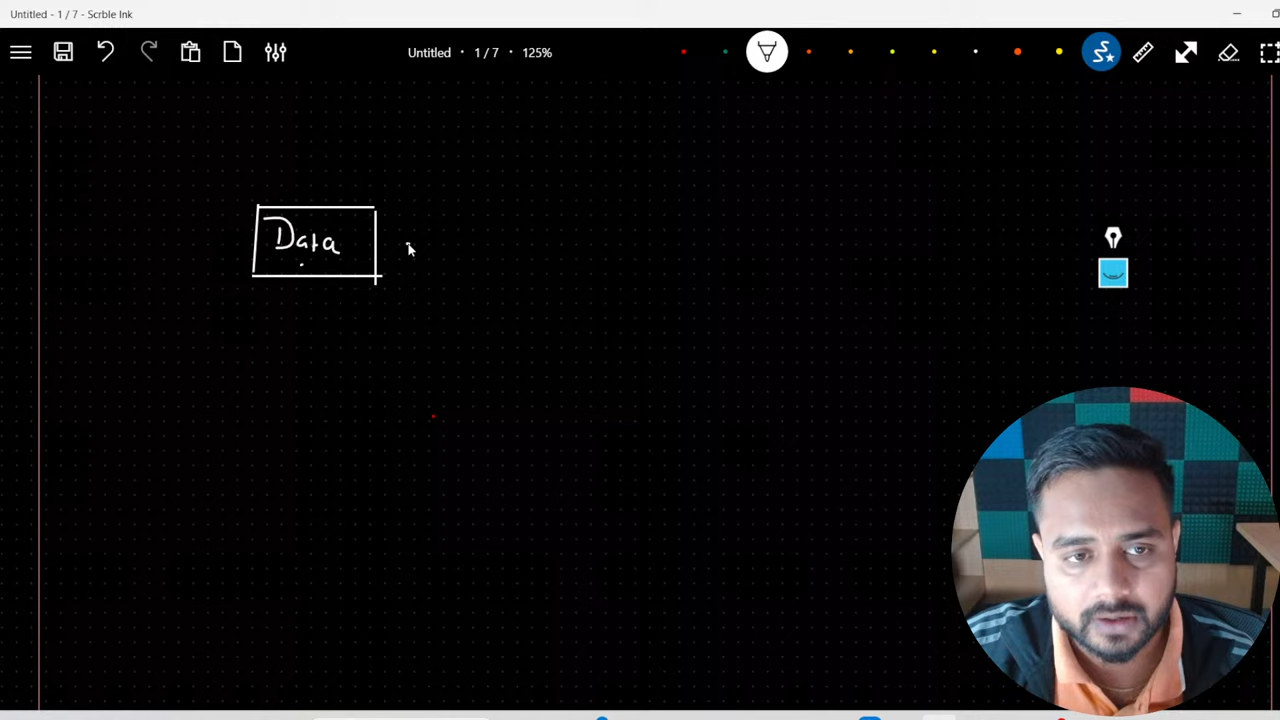 Untitled - 1 / 7 - Scrble Ink
Untitled • 1 / 7 • 125%
Data